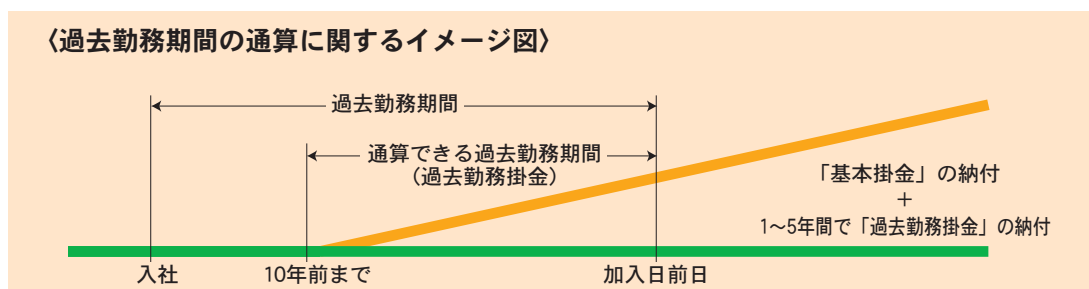 〈過去勤務期間の通算に関するイメージ図〉
過去勤務期間
通算できる過去勤務期間
（過去勤務掛金）
「基本掛金」の納付
+
1〜5年間で「過去勤務掛金」の納付
入社
10年前まで
加入日前日